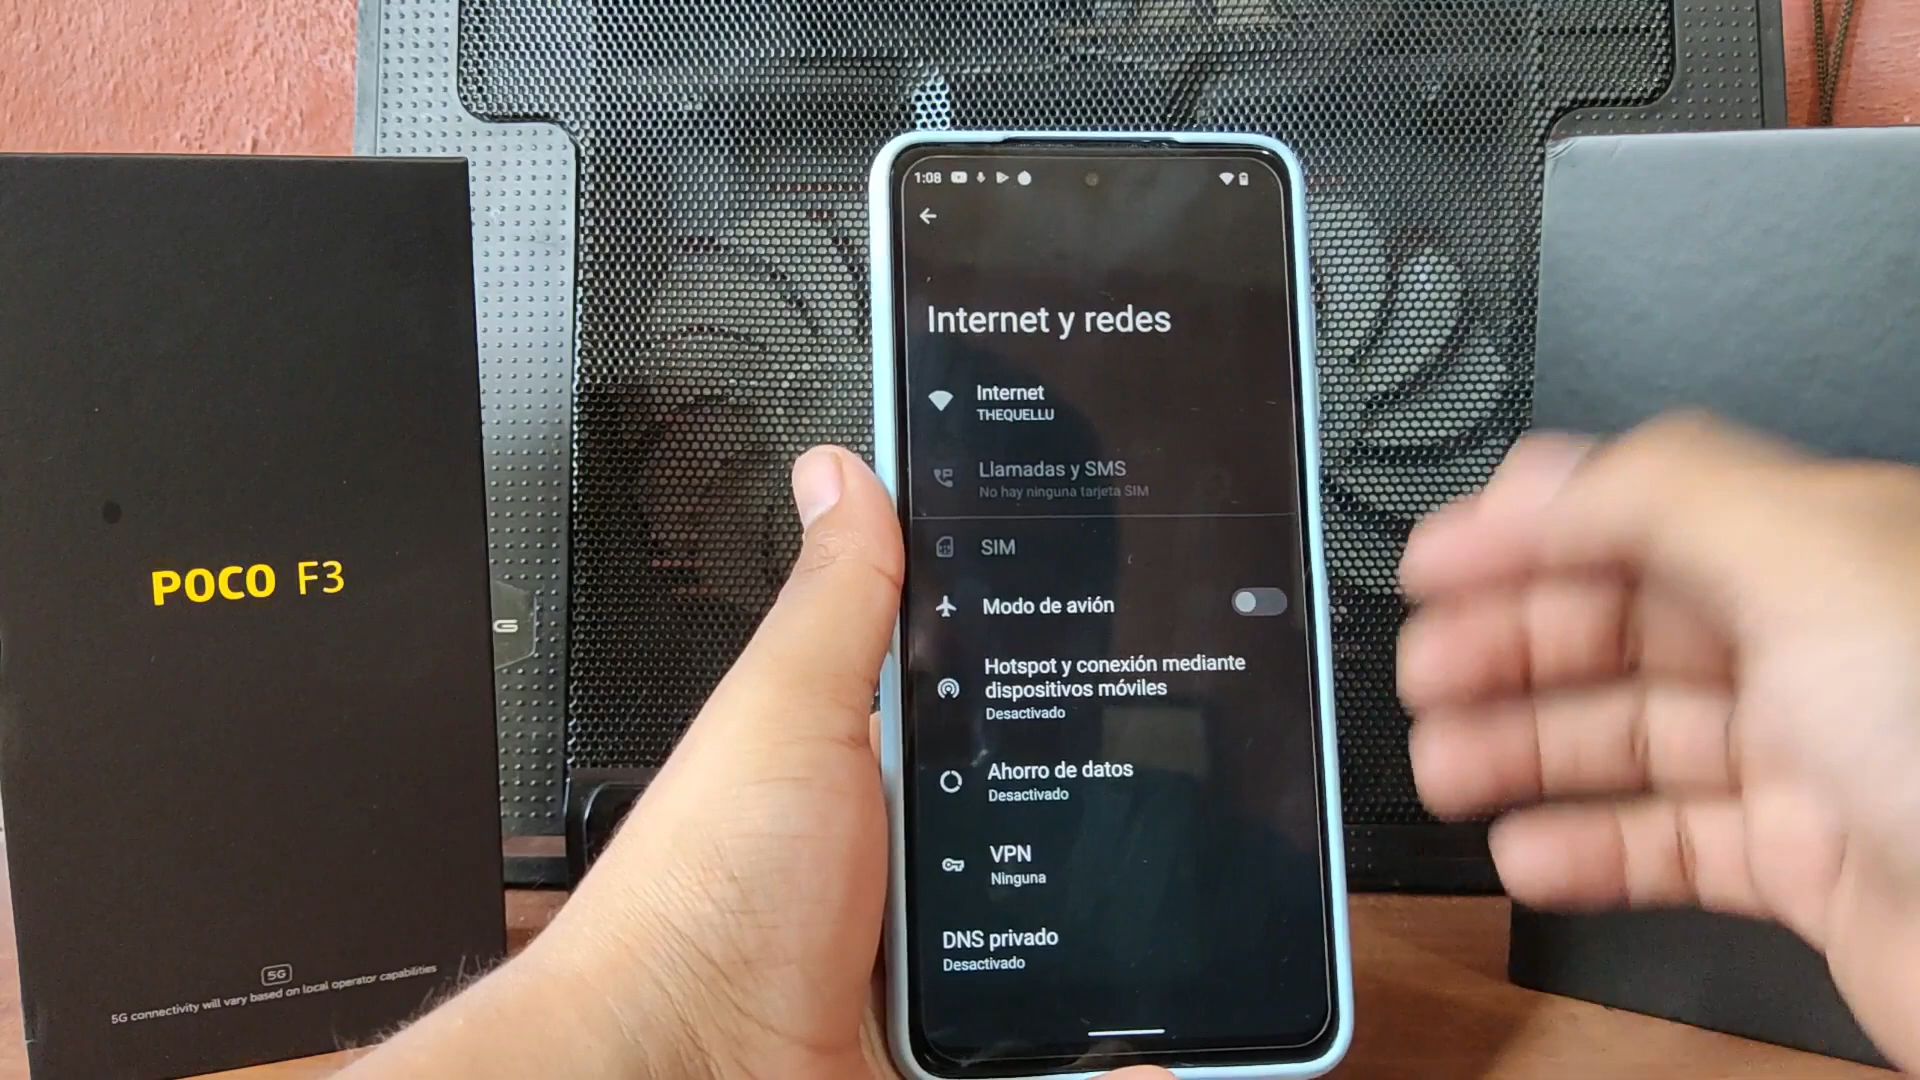 POCO F3
5G
5G connectivity will vary based on local operator capabilities
1:08
Internet y redes
Internet
THEQUELLU
Llamadas y SMS
No hay ninguna tarjeta SIM
SIM
Modo de avión
Hotspot y conexión mediante
dispositivos móviles
Desactivado
Ahorro de datos
Desactivado
VPN
Ninguna
DNS privado
Desactivado